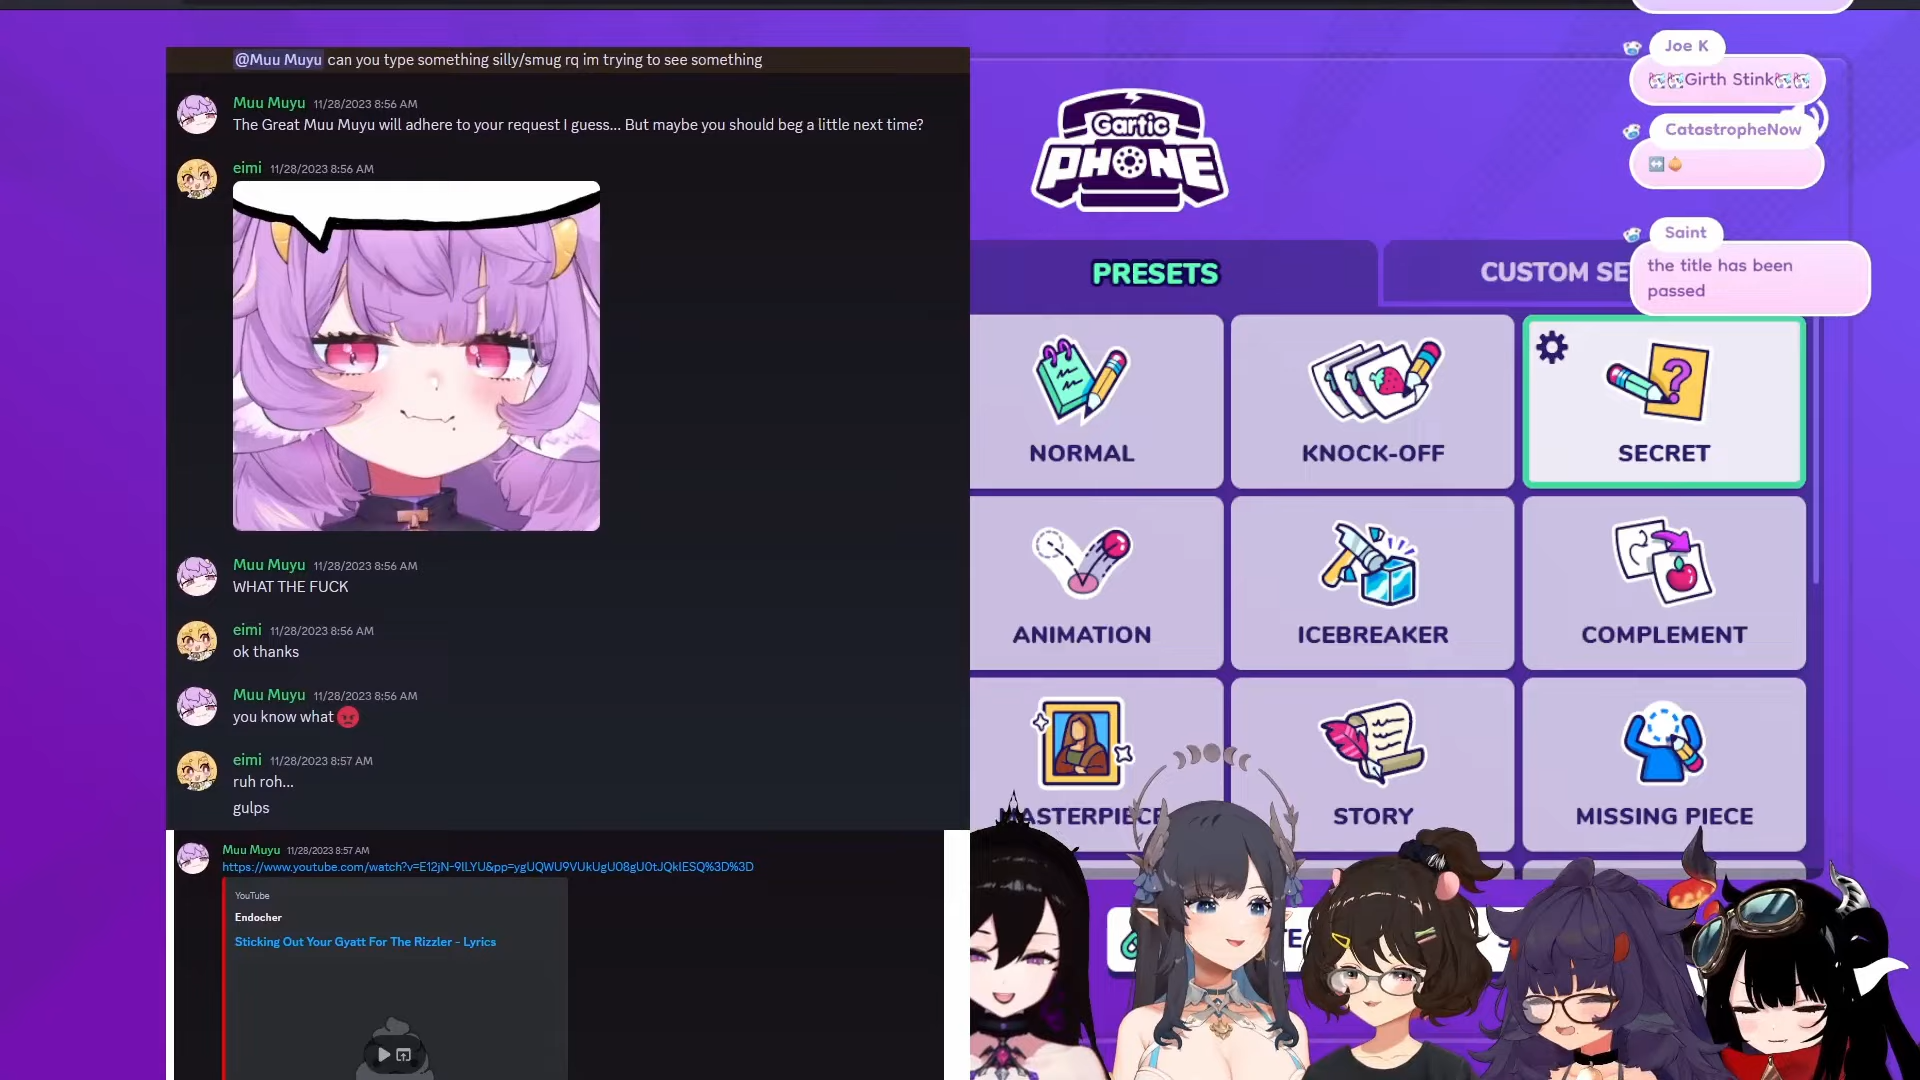 @Muu Muyu can you type something silly/smug rq im trying to see something
Muu Muyu 11/28/2023 8:56 AM
The Great Muu Muyu will adhere to your request I guess... But maybe you should beg a little next time?
eimi 11/28/2023 8:56 AM
Muu Muyu 11/28/2023 8:56 AM
WHAT THE FUCK
eimi 11/28/2023 8:56 AM
ok thanks
Muu Muyu 11/28/2023 8:56 AM
you know what 😡
eimi 11/28/2023 8:57 AM
ruh roh...
gulps
Muu Muyu 11/28/2023 8:57 AM
https://www.youtube.com/watch?v=E12jN-9lLYU&pp=ygUQWU9VUkUgU08gU0tJQklESQ%3D%3D
YouTube
Endocher
Sticking Out Your Gyatt For The Rizzler - Lyrics
Gartic
PHONE
PRESETS
CUSTOM SE
NORMAL
KNOCK-OFF
SECRET
ANIMATION
ICEBREAKER
COMPLEMENT
MASTERPIECE
STORY
MISSING PIECE
Joe K
Girth Stink
CatastropheNow
Saint
the title has been
passed